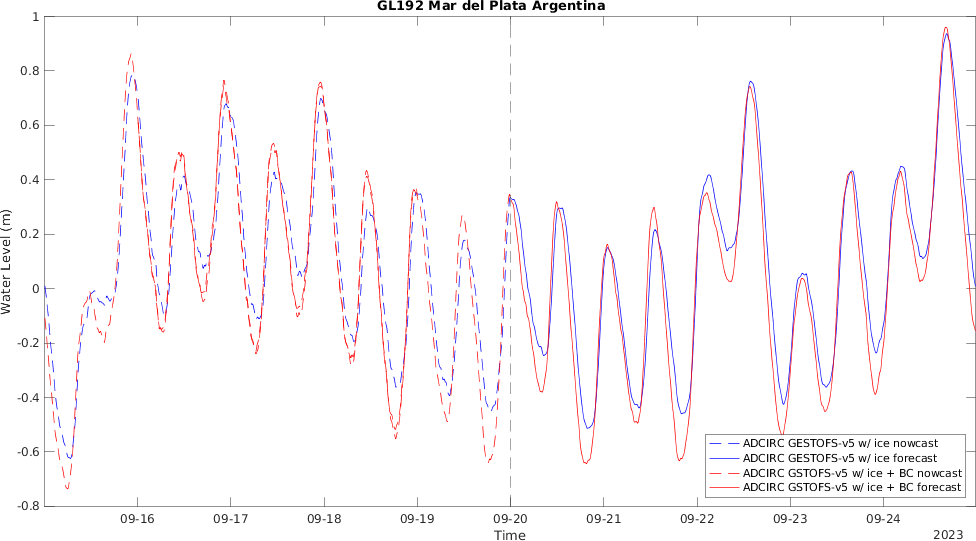 GL192 Mar del Plata Argentina
1
0.8
0.6
0.4
0.2
0
-0.2
-0.4
-0.6
-0.8
Water Level (m)
ADCIRC GESTOFS-v5 w/ ice nowcast
ADCIRC GESTOFS-v5 w/ ice forecast
ADCIRC GSTOFS-v5 w/ ice + BC nowcast
ADCIRC GSTOFS-v5 w/ ice + BC forecast
09-16 09-17 09-18 09-19 09-20 09-21 09-22 09-23 09-24
Time
2023